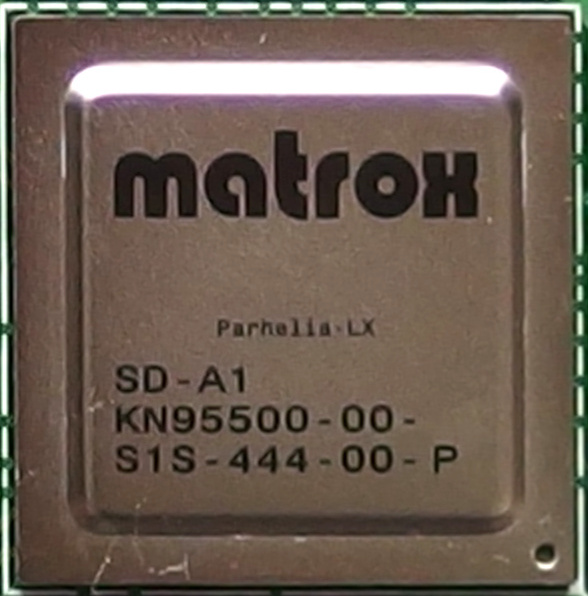 matrox
Parhelia-LX
SD-A1
KN95500-00-
S1S-444-00-P